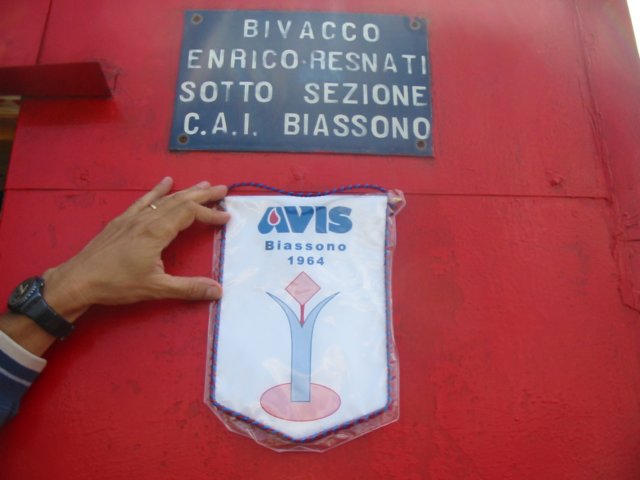 BIVACCO
ENRICO RESNATI
SOTTO SEZIONE
C.A.I. BIASSONO
AVIS
Biassono
1964